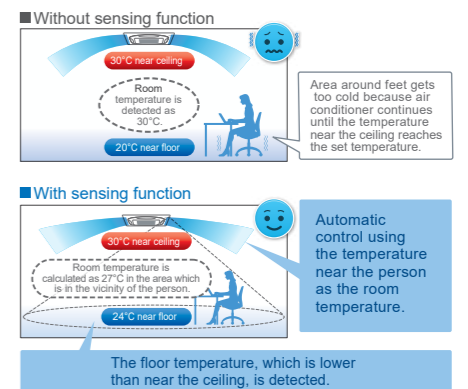 Without sensing function
30°C near ceiling
Room
temperature is
detected as
30°C.
20°C near floor
Area around feet gets
too cold because air
conditioner continues
until the temperature
near the ceiling reaches
the set temperature.
With sensing function
30°C near ceiling
Room temperature is
calculated as 27°C in the area which
is in the vicinity of the person.
24°C near floor
Automatic
control using
the temperature
near the person
as the room
temperature.
The floor temperature, which is lower
than near the ceiling, is detected.